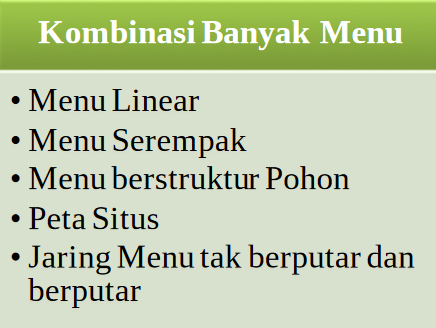 Kombinasi Banyak Menu
• Menu Linear
• Menu Serempak
• Menu berstruktur Pohon
• Peta Situs
• Jaring Menu tak berputar dan
berputar